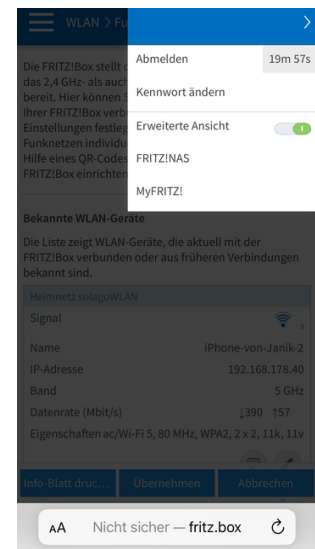 WLAN > Fu
Abmelden 19m 57s
Kennwort ändern
Erweiterte Ansicht
FRITZ!NAS
MyFRITZ!
Die FRITZ!Box stellt
das 2,4 GHz- als auch
bereit. Hier können
Ihrer FRITZ!Box verb
Einstellungen festleg
Funknetzen individu
Hilfe eines QR-Codes
FRITZ!Box einrichten
Bekannte WLAN-Geräte
Die Liste zeigt WLAN-Geräte, die aktuell mit der
FRITZ!Box verbunden oder aus früheren Verbindungen
bekannt sind.
Heimnetz solagoWLAN
Signal 5
Name iPhone-von-Janik-2
IP-Adresse 192.168.178.40
Band 5 GHz
Datenrate (Mbit/s) ↓390 ↑57
Eigenschaften ac/Wi-Fi 5, 80 MHz, WPA2, 2 x 2, 11k, 11v
Info-Blatt druc... Übernehmen Abbrechen
AA Nicht sicher — fritz.box